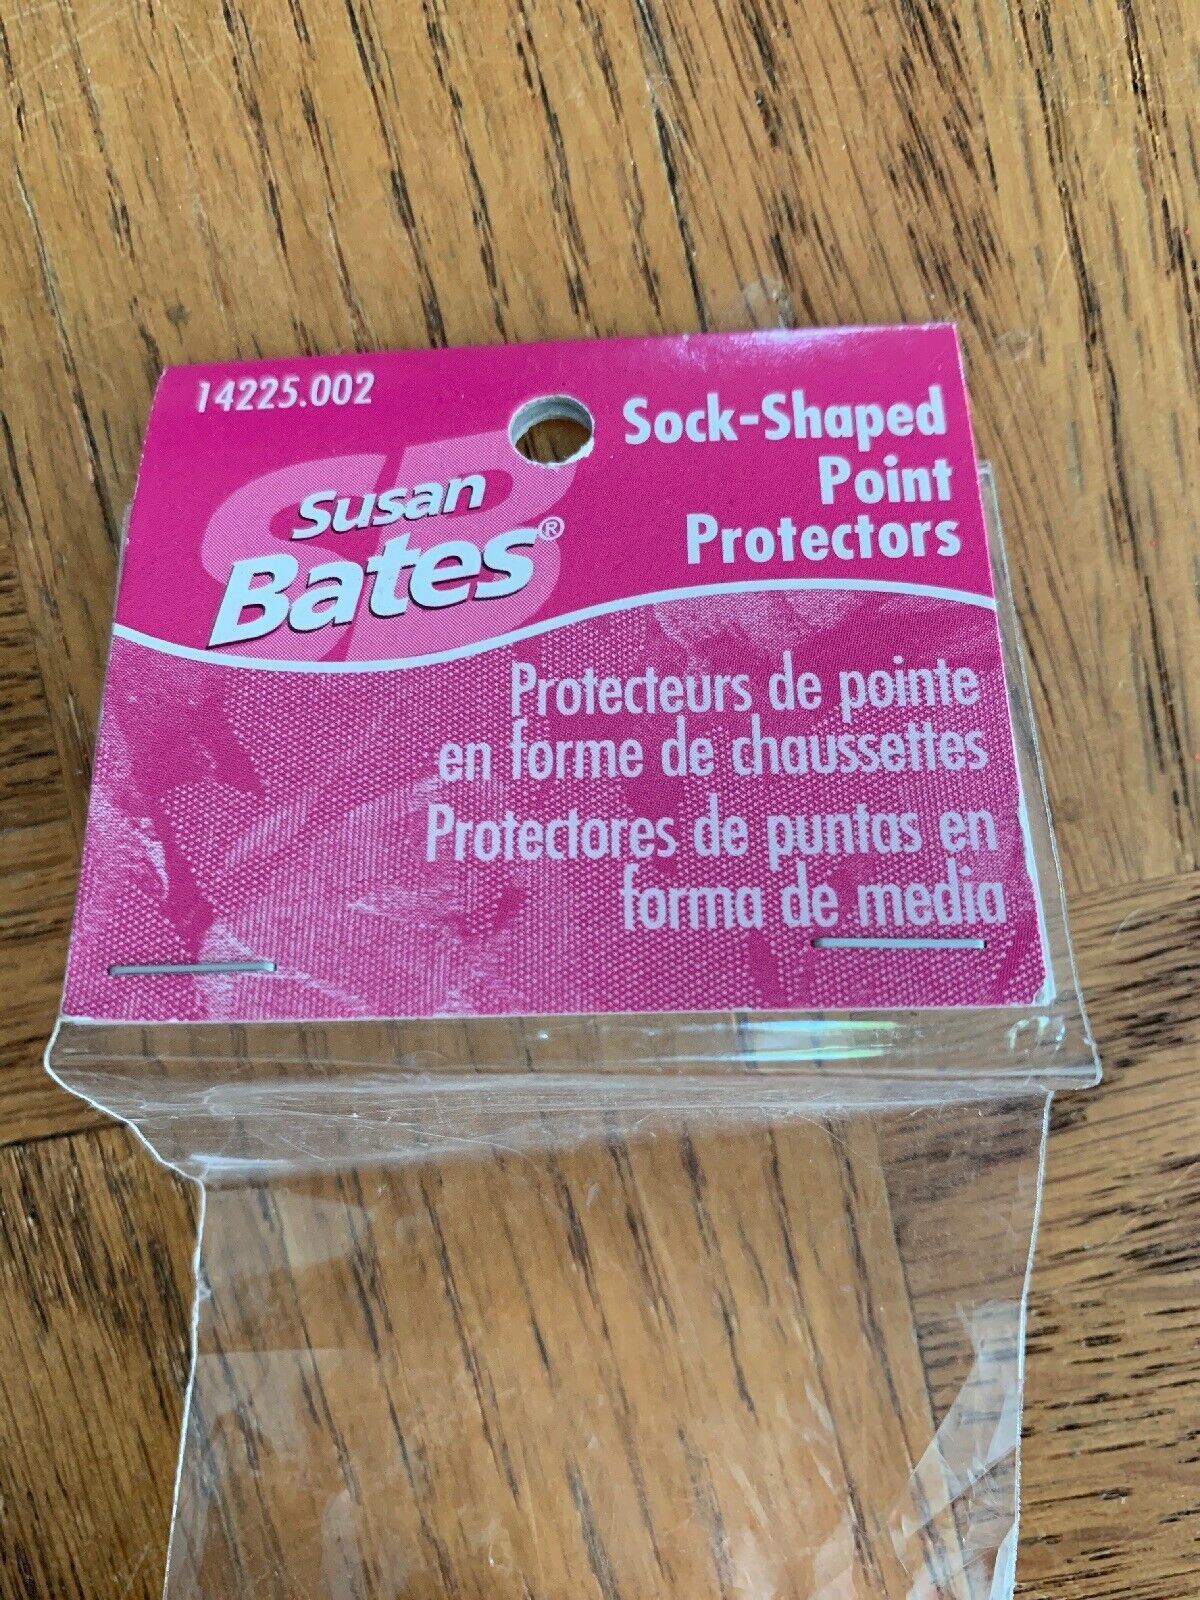 14225.002
Susan
Bates®
Sock-Shaped
Point
Protectors
Protecteurs de pointe
en forme de chaussettes
Protectores de puntas en
forma de media